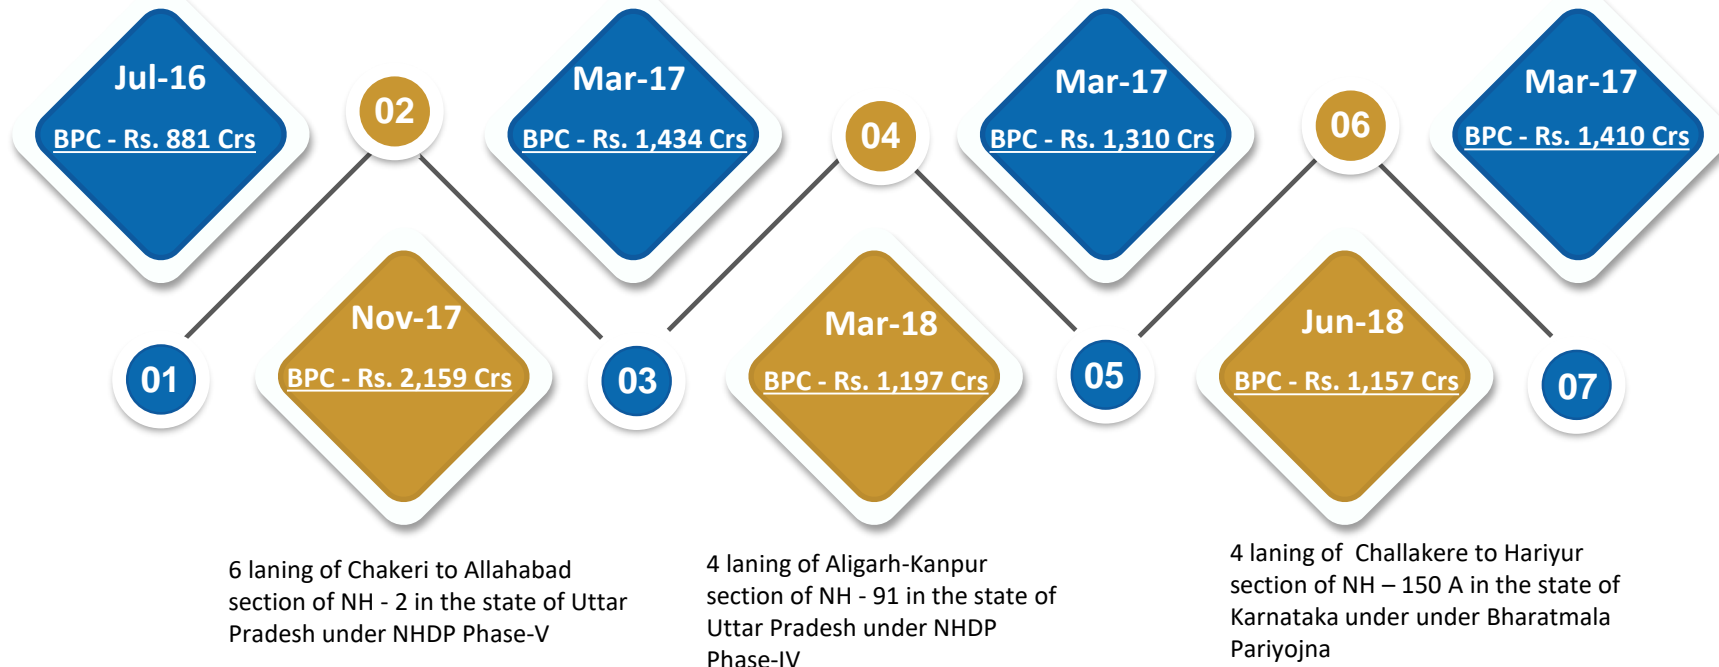 Jul-16
BPC - Rs. 881 Crs
02
Mar-17
BPC - Rs. 1,434 Crs
04
Mar-17
BPC - Rs. 1,310 Crs
06
Mar-17
BPC - Rs. 1,410 Crs
01
Nov-17
BPC - Rs. 2,159 Crs
03
Mar-18
BPC - Rs. 1,197 Crs
05
Jun-18
BPC - Rs. 1,157 Crs
07
6 laning of Chakeri to Allahabad
section of NH - 2 in the state of Uttar
Pradesh under NHDP Phase-V
4 laning of Aligarh-Kanpur
section of NH - 91 in the state of
Uttar Pradesh under NHDP
Phase-IV
4 laning of  Challakere to Hariyur
section of NH – 150 A in the state of
Karnataka under under Bharatmala
Pariyojna